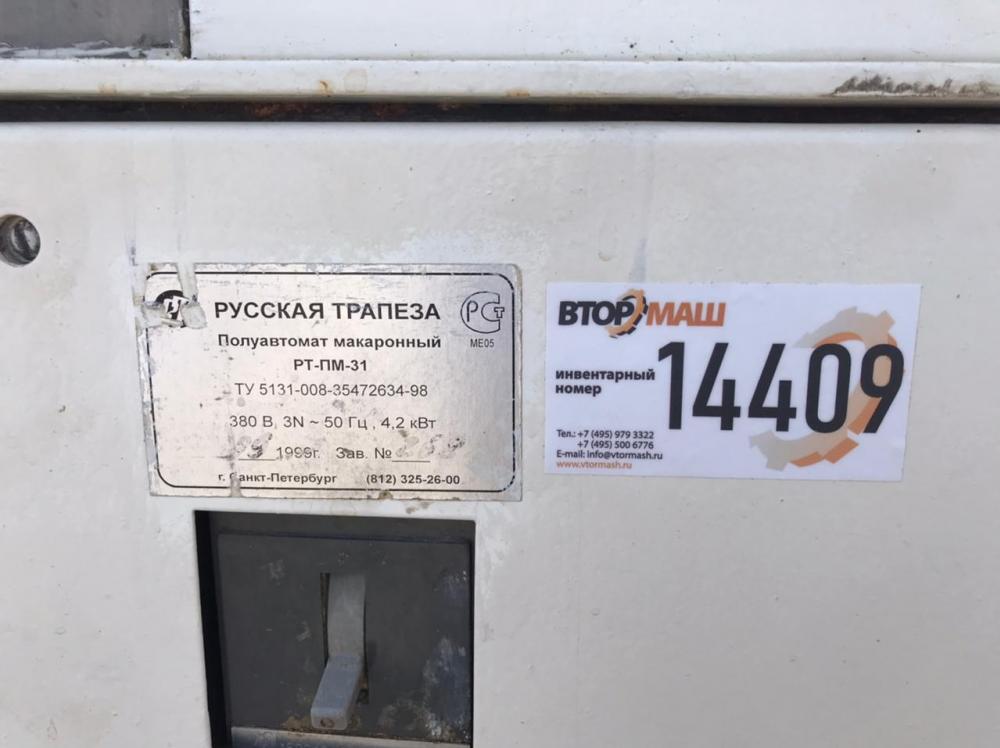 РУССКАЯ ТРАПЕЗА
РСТ
МЕ05
Полуавтомат макаронный
РТ-ПМ-31
ТУ 5131-008-35472634-98
380 В, 3N ~ 50 Гц , 4,2 кВт
1999г. Зав. №
г. Санкт-Петербург (812) 325-26-00
ВТОРМАШ
инвентарный
номер
14409
Тел.: +7 (495) 979 3322
+7 (495) 500 6776
E-mail: info@vtormash.ru
www.vtormash.ru